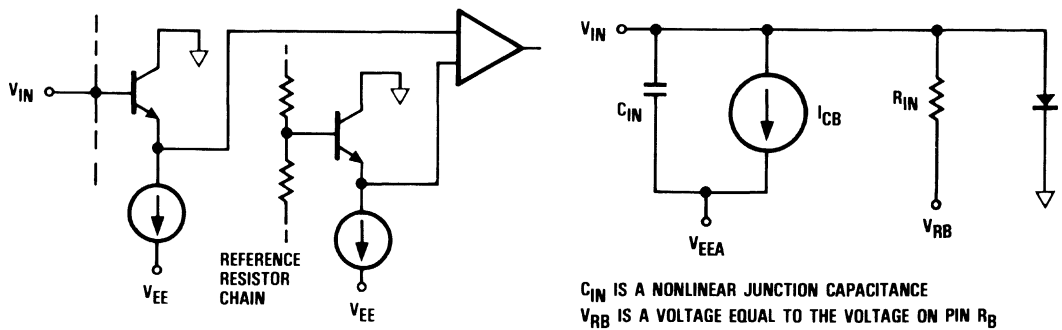 V_IN
V_EE
REFERENCE
RESISTOR
CHAIN
V_EE
V_IN
C_IN
I_CB
R_IN
V_EEA
V_RB
C_IN IS A NONLINEAR JUNCTION CAPACITANCE
V_RB IS A VOLTAGE EQUAL TO THE VOLTAGE ON PIN R_B